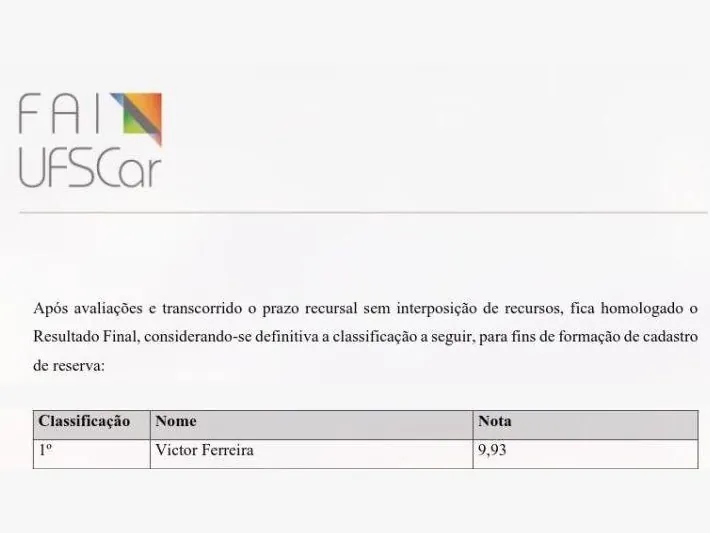 FAI
UFSCar
Após avaliações e transcorrido o prazo recursal sem interposição de recursos, fica homologado o
Resultado Final, considerando-se definitiva a classificação a seguir, para fins de formação de cadastro
de reserva:
Classificação Nome Nota
1º Victor Ferreira 9,93